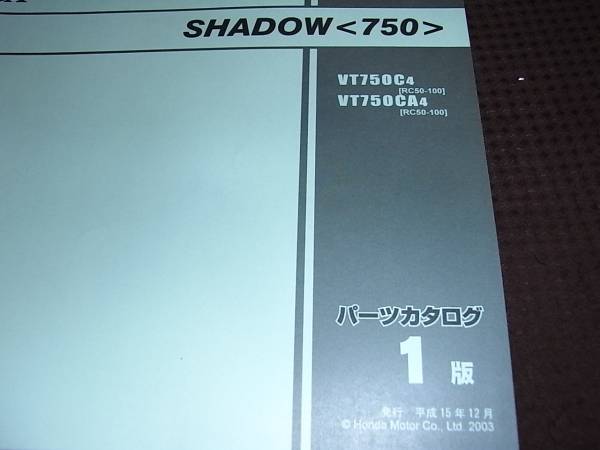 SHADOW<750>
VT750C4
[RC50-100]
VT750CA4
[RC50-100]
パーツカタログ
1版
発行 平成15年12月
© Honda Motor Co., Ltd. 2003